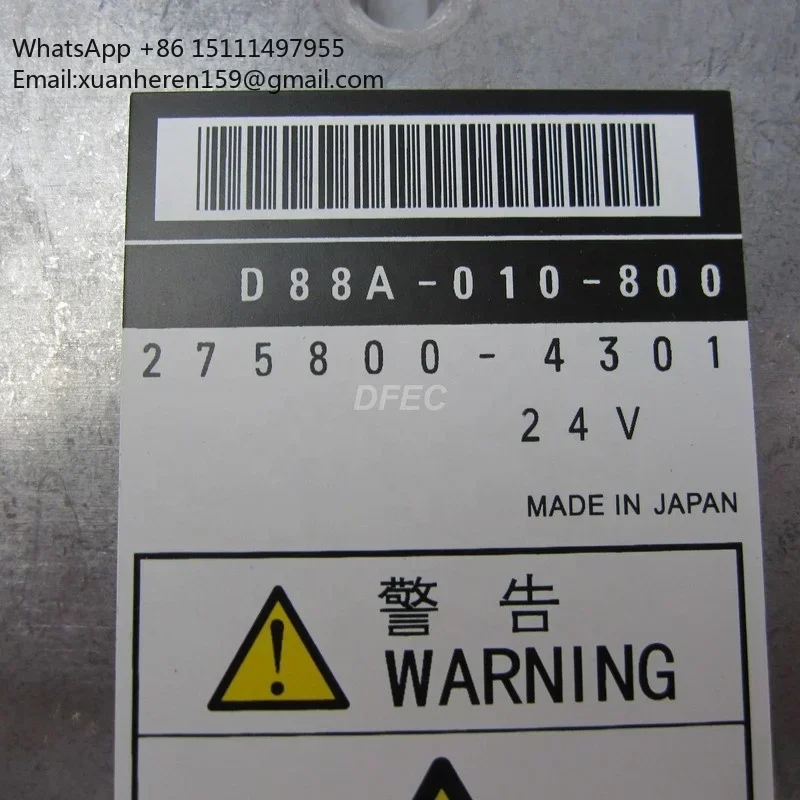 WhatsApp +86 15111497955
Email:xuanheren159@gmail.com
D88A-010-800
275800-4301
DFEC
24V
MADE IN JAPAN
警告
WARNING